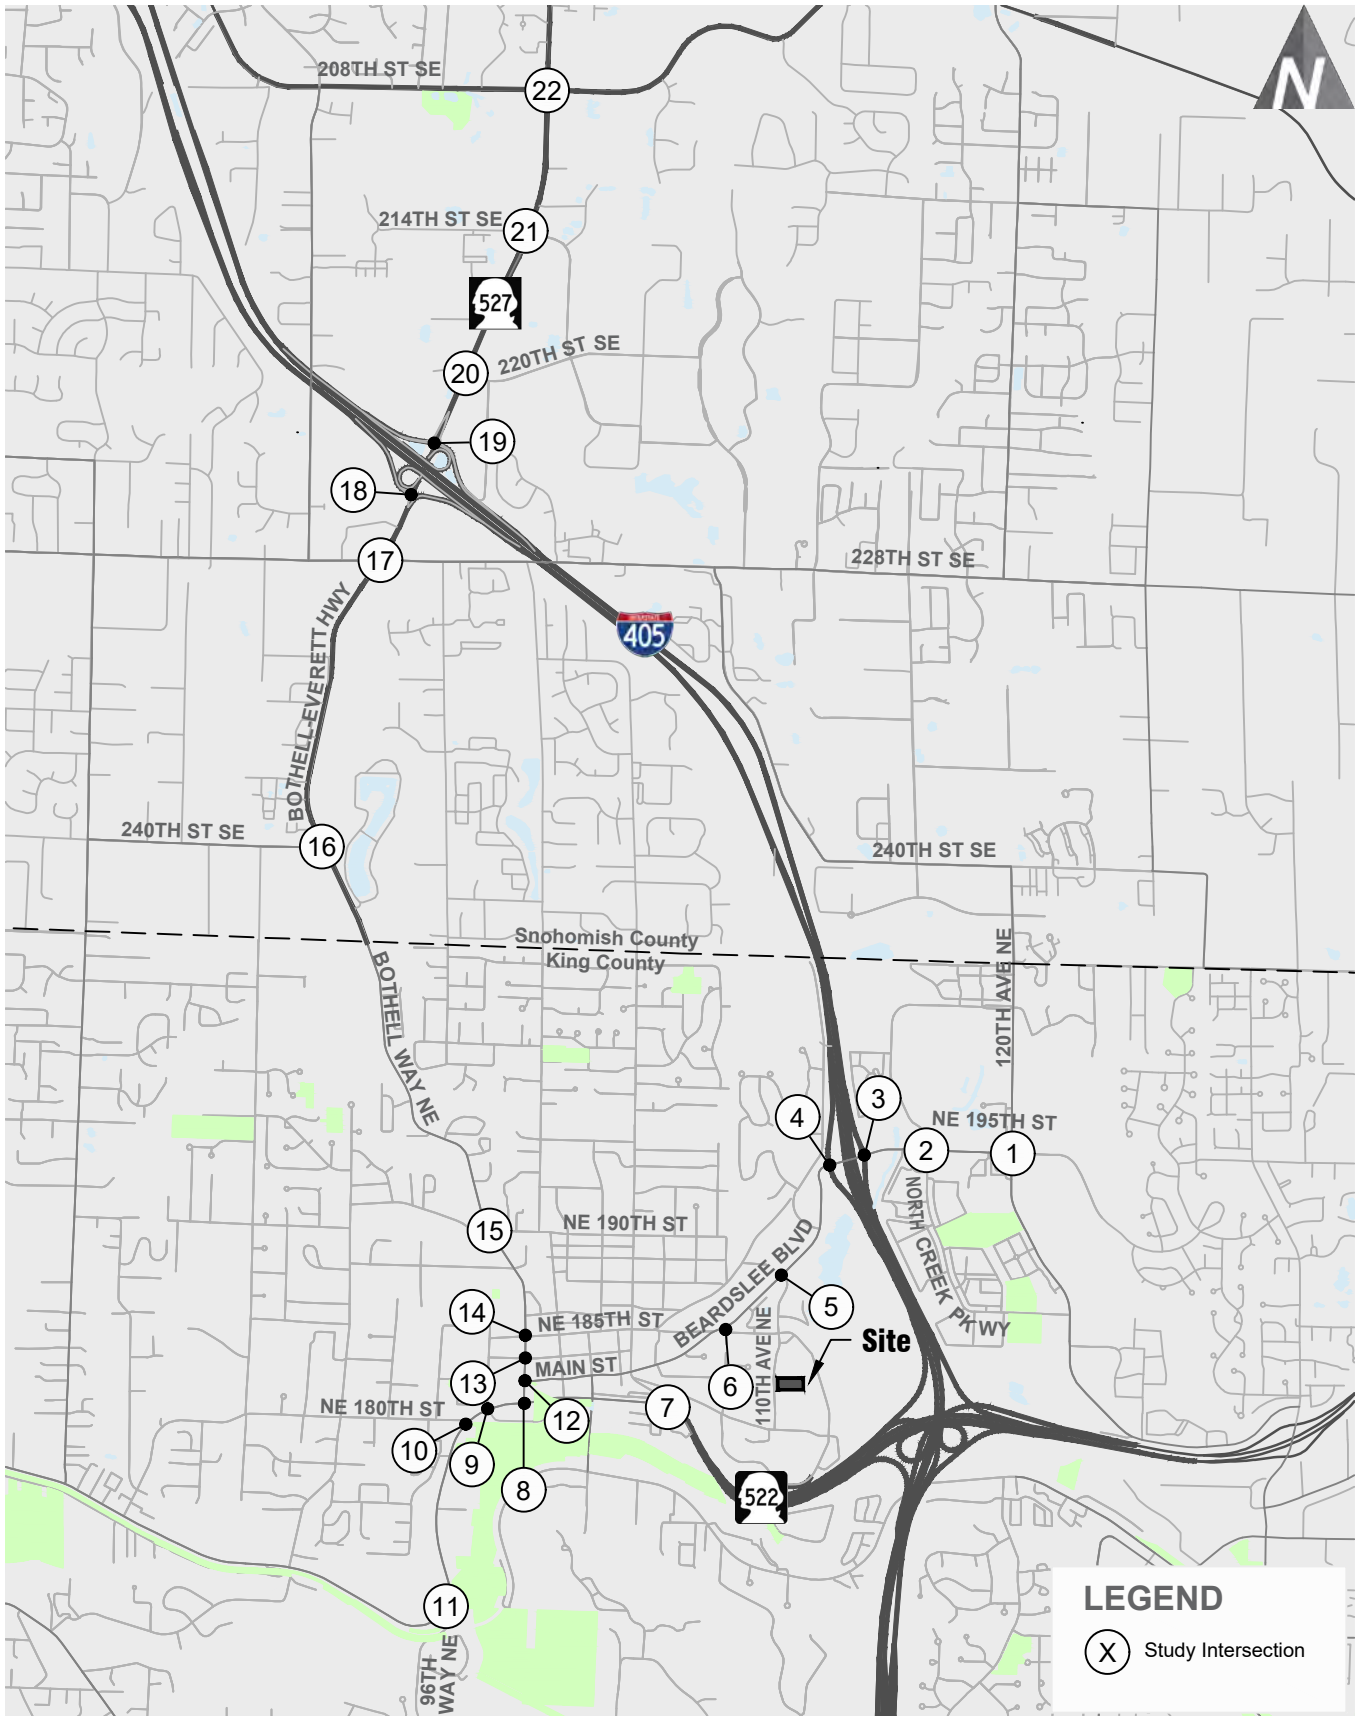 N
208TH ST SE
22
214TH ST SE
21
527
220TH ST SE
20
19
18
17
228TH ST SE
INTERSTATE
405
BOTHELL-EVERETT HWY
240TH ST SE
16
240TH ST SE
Snohomish County
King County
BOTHELL WAY NE
120TH AVE NE
3
4
NE 195TH ST
2
1
NORTH CREEK PKWY
15
NE 190TH ST
BEARDSLEE BLVD
5
14
NE 185TH ST
110TH AVE NE
Site
13
MAIN ST
6
12
7
NE 180TH ST
10
9
8
522
11
96TH
WAY NE
LEGEND
X Study Intersection